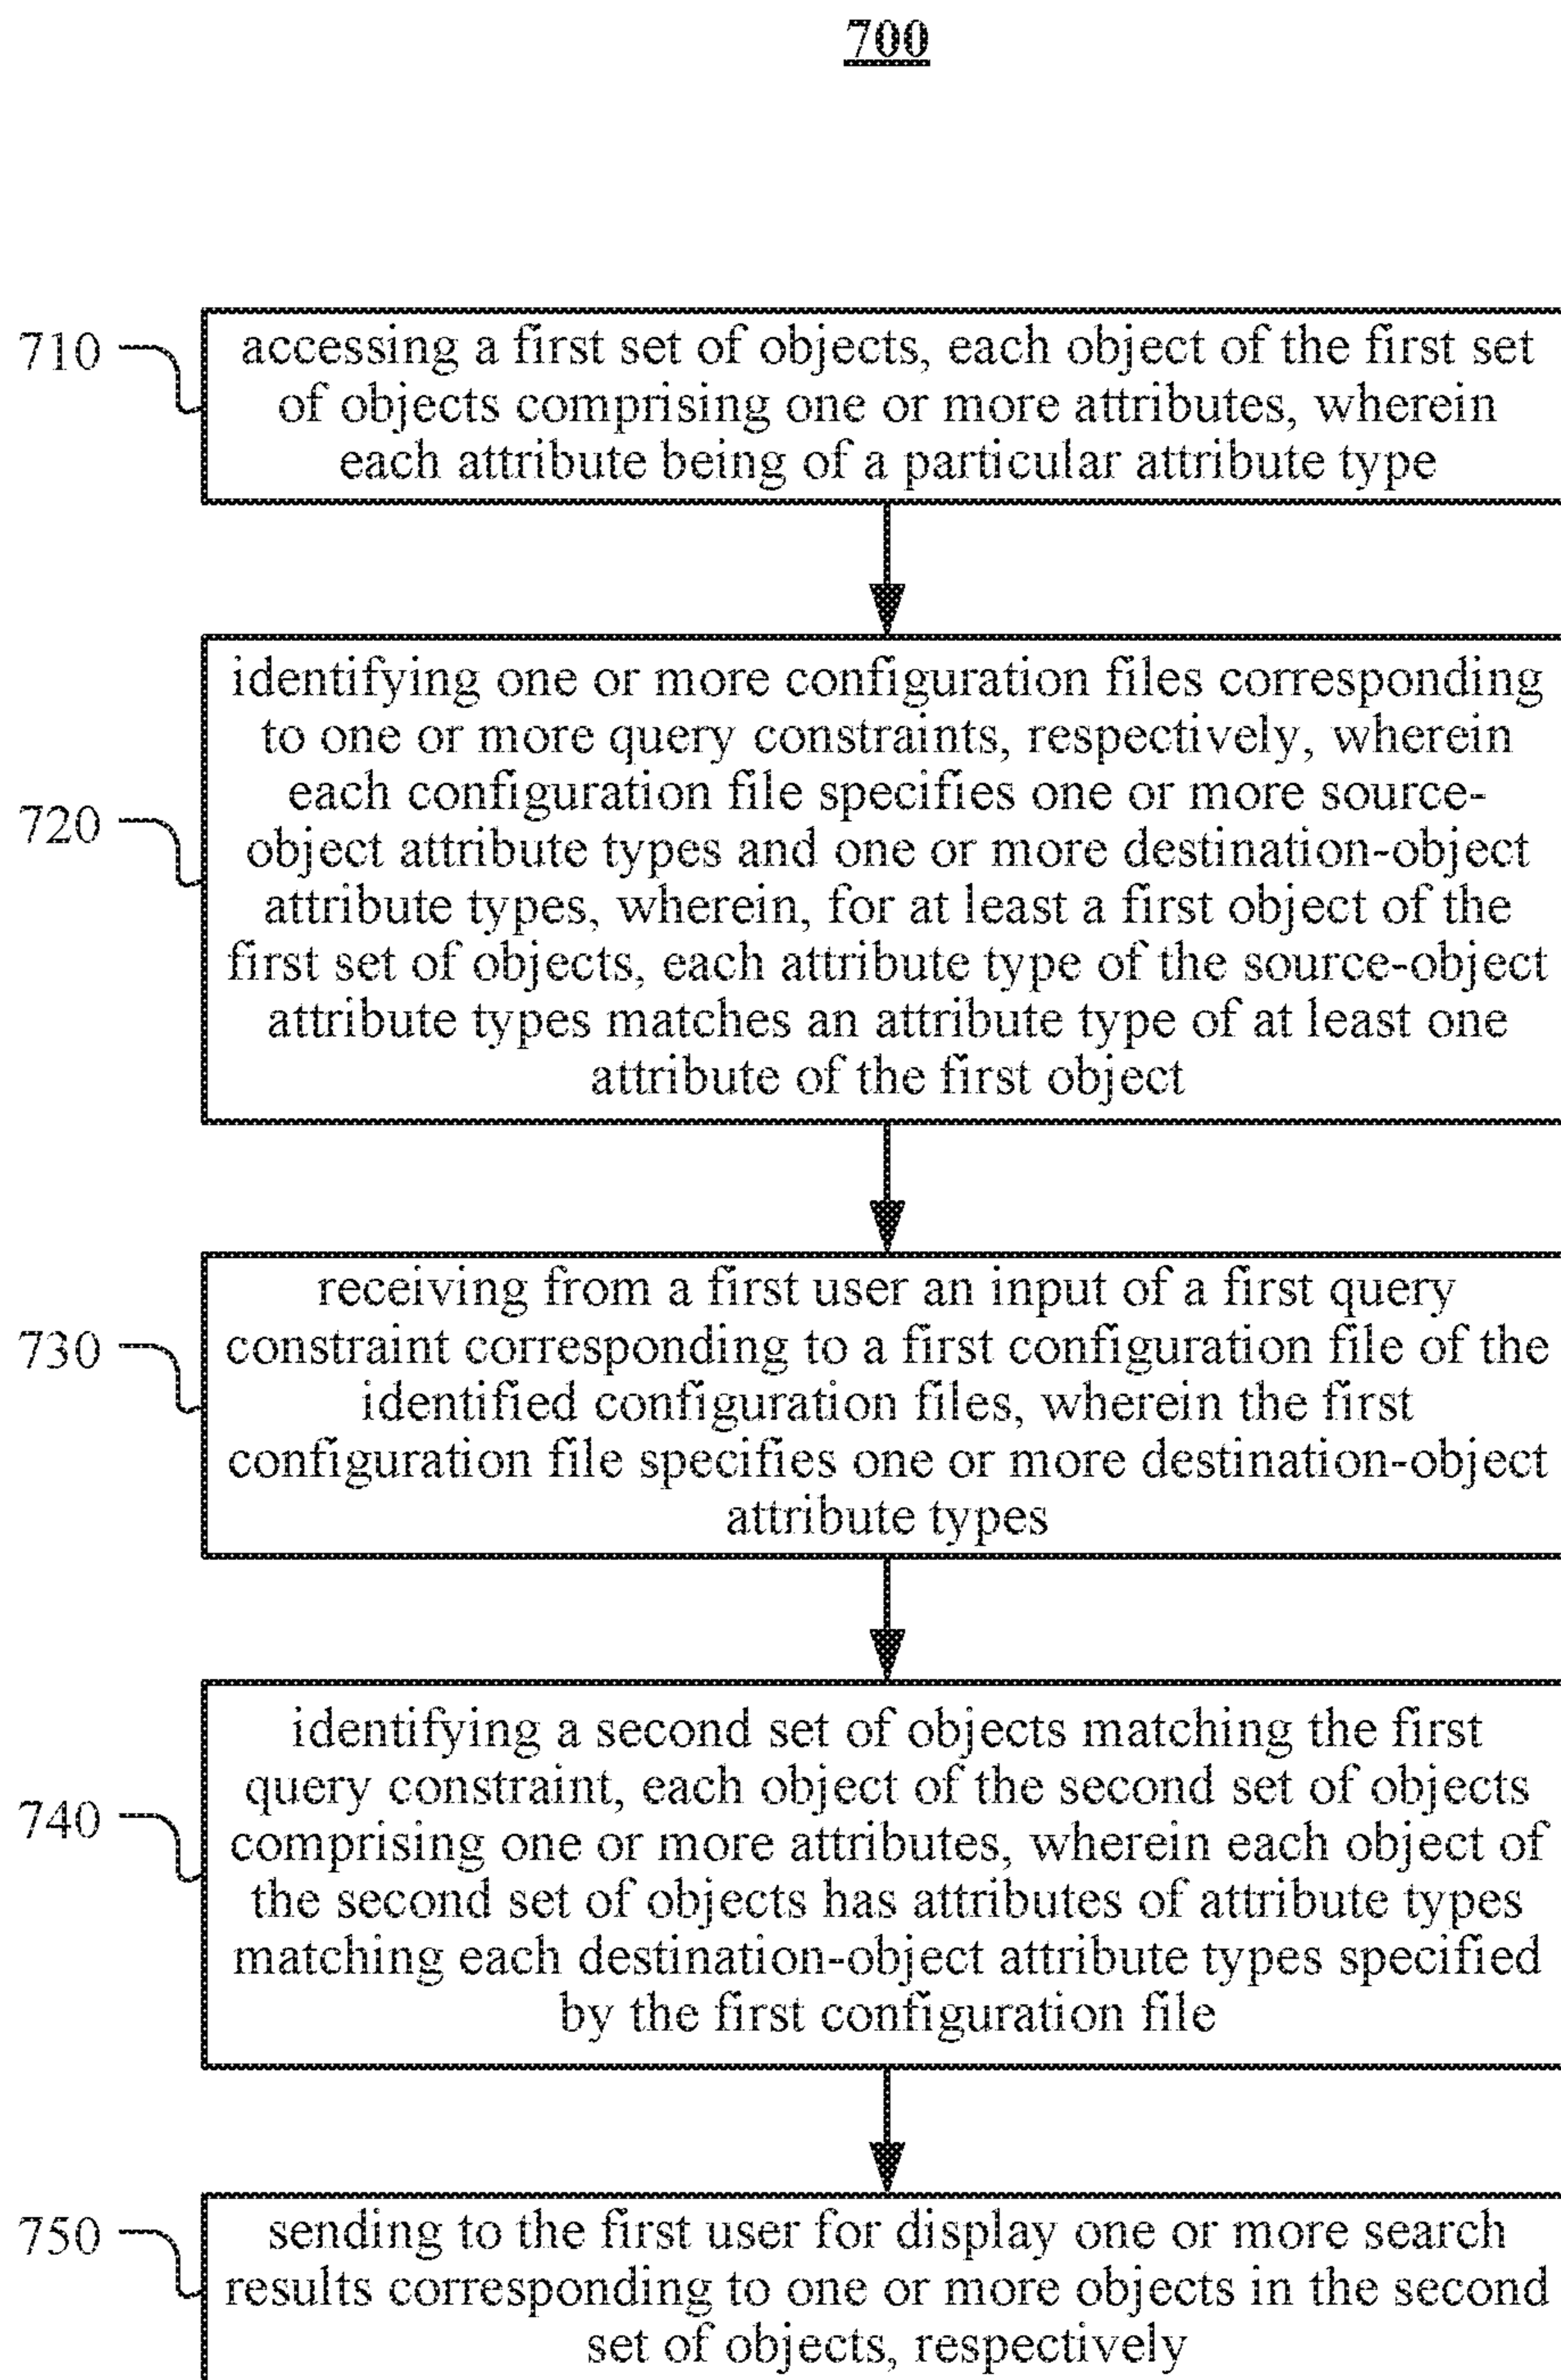 700
710
accessing a first set of objects, each object of the first set
of objects comprising one or more attributes, wherein
each attribute being of a particular attribute type
720
identifying one or more configuration files corresponding
to one or more query constraints, respectively, wherein
each configuration file specifies one or more source-
object attribute types and one or more destination-object
attribute types, wherein, for at least a first object of the
first set of objects, each attribute type of the source-object
attribute types matches an attribute type of at least one
attribute of the first object
730
receiving from a first user an input of a first query
constraint corresponding to a first configuration file of the
identified configuration files, wherein the first
configuration file specifies one or more destination-object
attribute types
740
identifying a second set of objects matching the first
query constraint, each object of the second set of objects
comprising one or more attributes, wherein each object of
the second set of objects has attributes of attribute types
matching each destination-object attribute types specified
by the first configuration file
750
sending to the first user for display one or more search
results corresponding to one or more objects in the second
set of objects, respectively